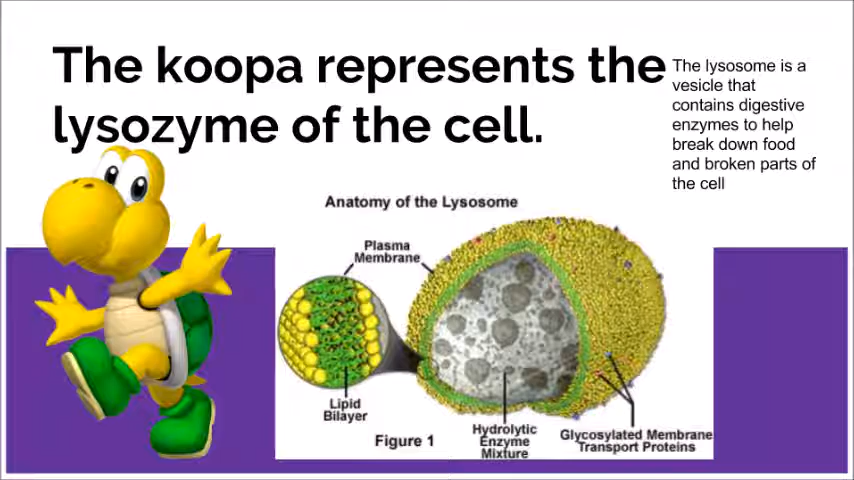 The koopa represents the
lysozyme of the cell.
The lysosome is a
vesicle that
contains digestive
enzymes to help
break down food
and broken parts of
the cell
Anatomy of the Lysosome
Plasma
Membrane
Lipid
Bilayer
Figure 1
Hydrolytic
Enzyme
Mixture
Glycosylated Membrane
Transport Proteins